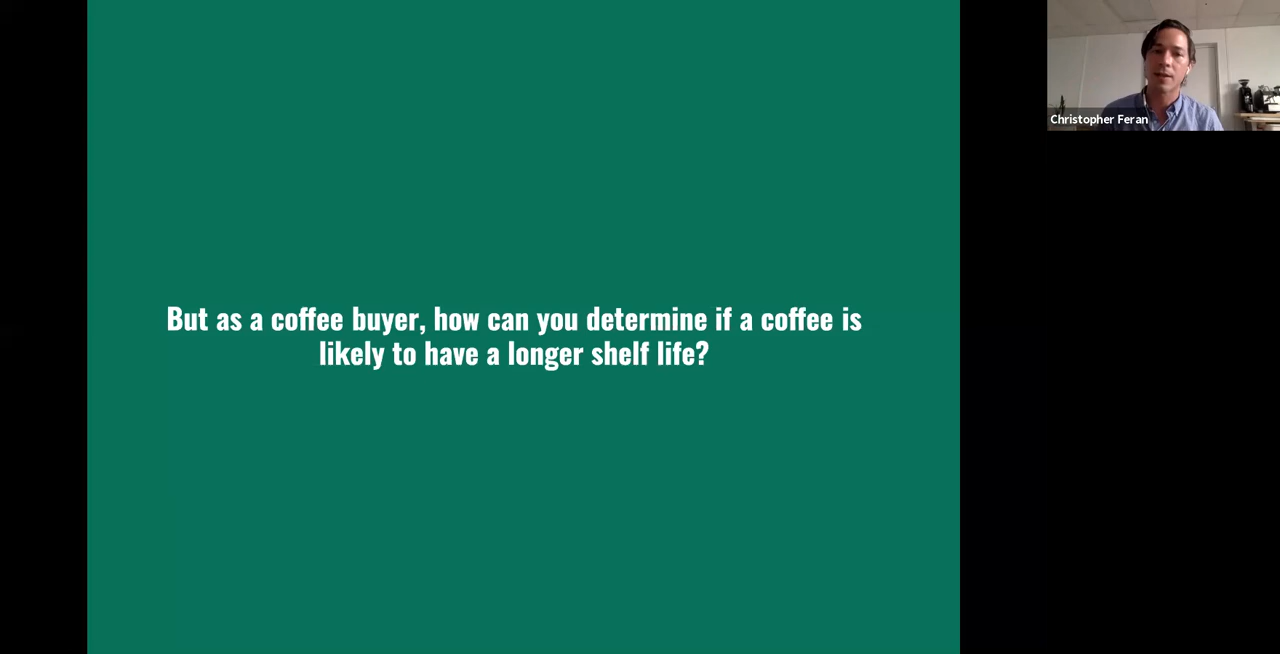 But as a coffee buyer, how can you determine if a coffee is
likely to have a longer shelf life?
Christopher Feran